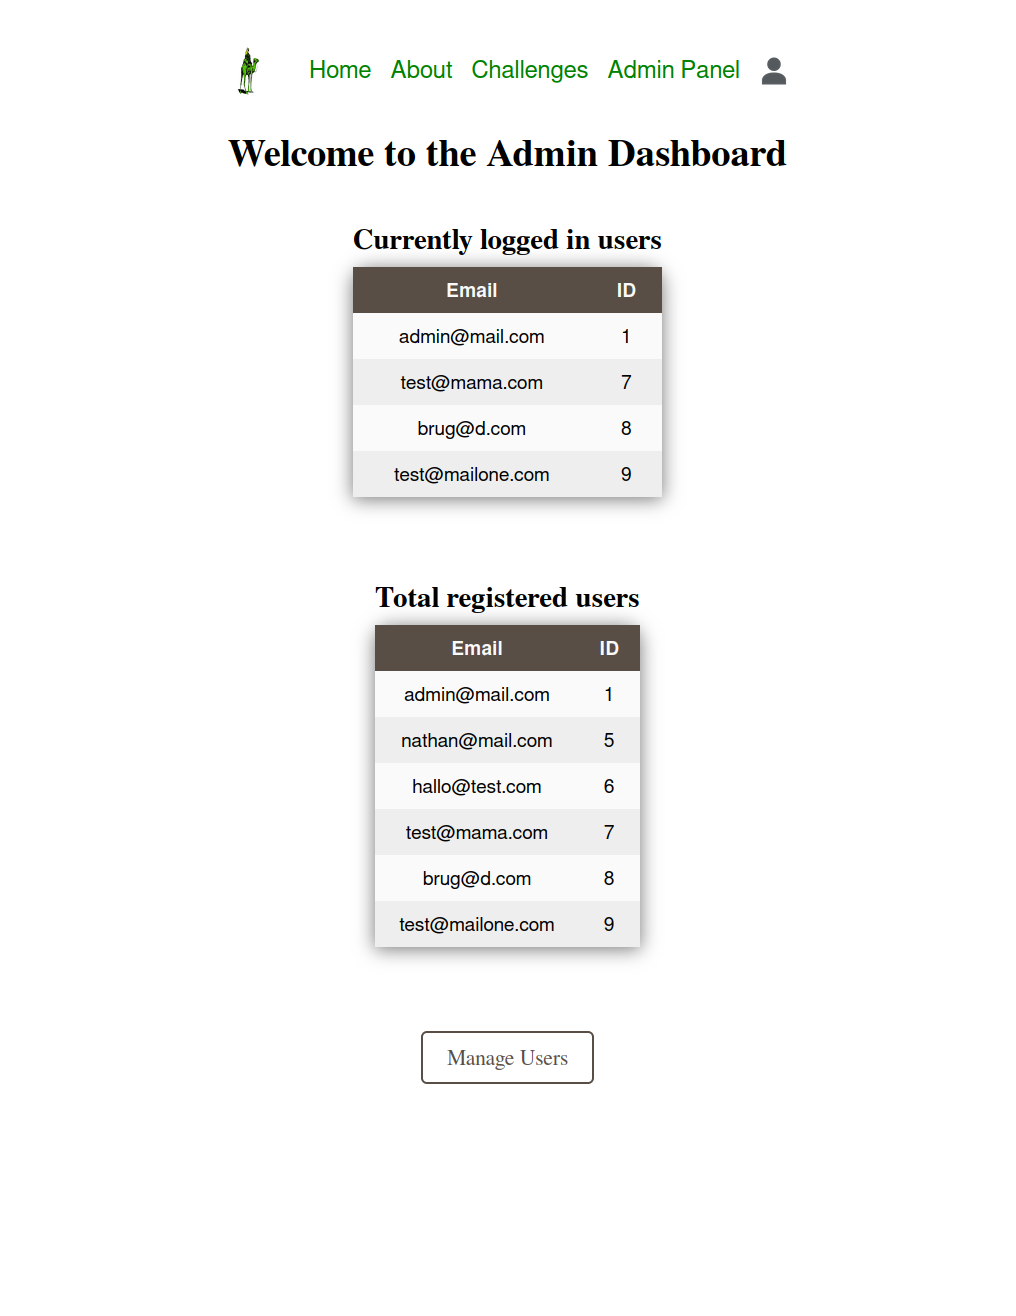 Home About Challenges Admin Panel
Welcome to the Admin Dashboard
Currently logged in users
Email ID
admin@mail.com 1
test@mama.com 7
brug@d.com 8
test@mailone.com 9
Total registered users
Email ID
admin@mail.com 1
nathan@mail.com 5
hallo@test.com 6
test@mama.com 7
brug@d.com 8
test@mailone.com 9
Manage Users